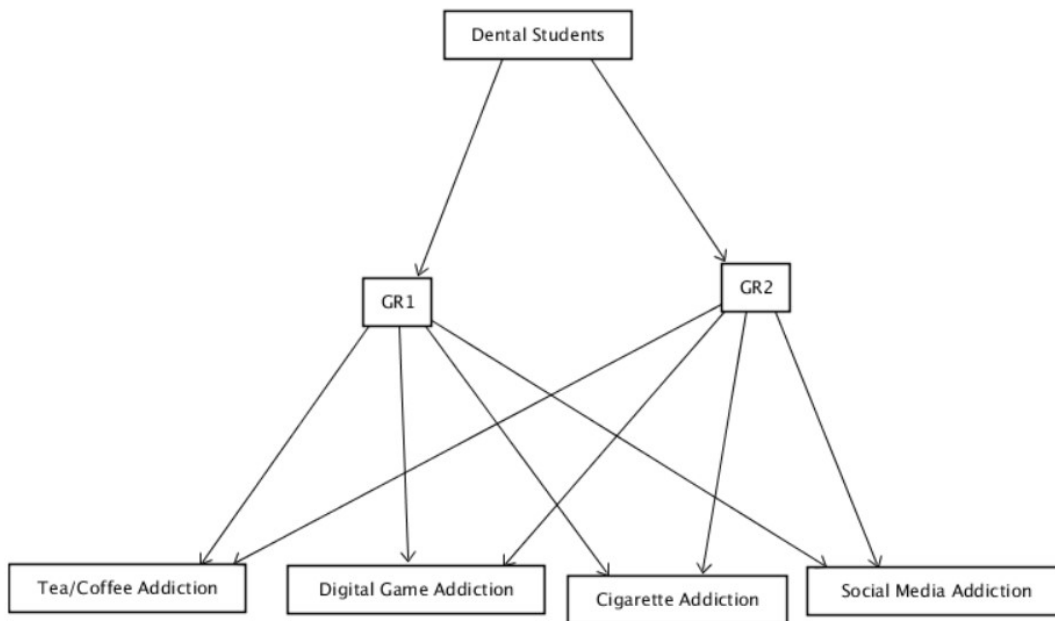 Dental Students
GR1
GR2
Tea/Coffee Addiction
Digital Game Addiction
Cigarette Addiction
Social Media Addiction